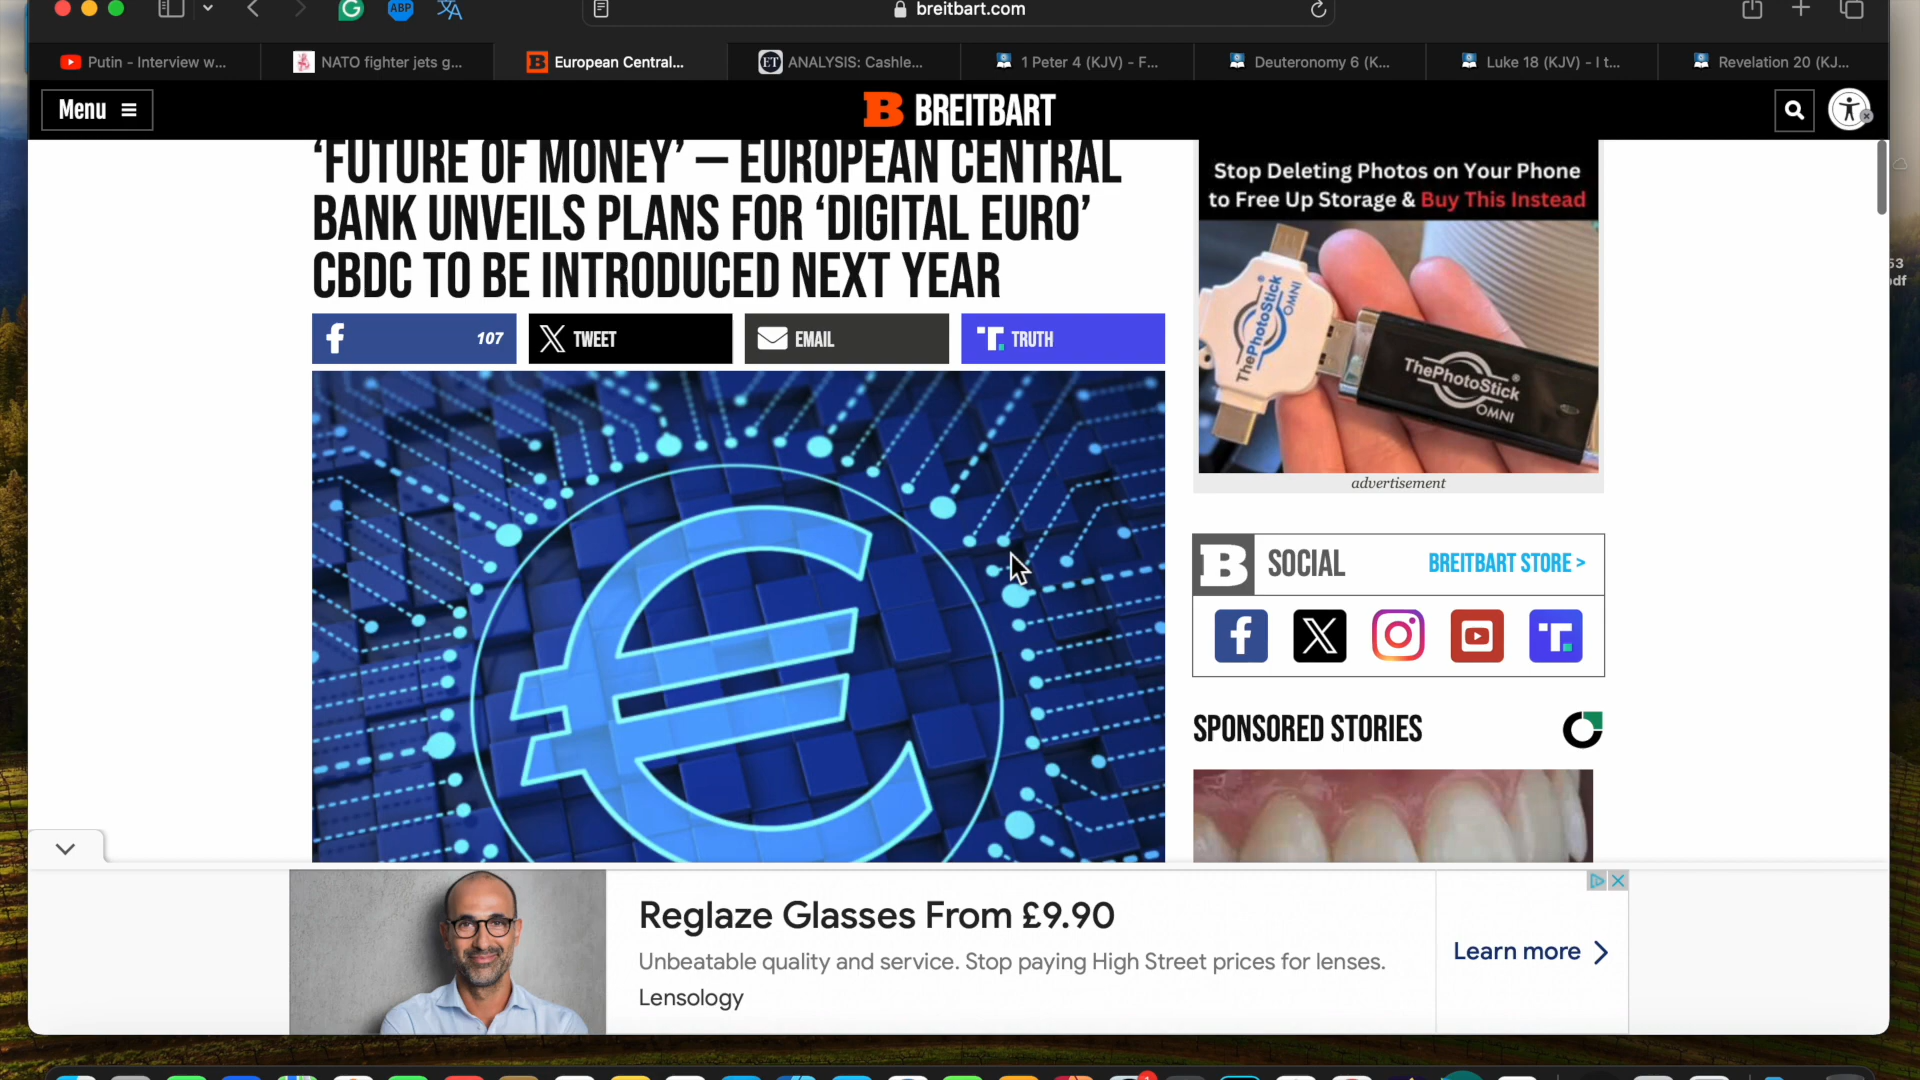 breitbart.com
ABP
Putin - Interview w...
NATO fighter jets g...
European Central...
ET
ANALYSIS: Cashle...
1 Peter 4 (KJV) - F...
Deuteronomy 6 (K...
Luke 18 (KJV) - I t...
Revelation 20 (KJ...
Menu
BREITBART
‘FUTURE OF MONEY’ – EUROPEAN CENTRAL
BANK UNVEILS PLANS FOR ‘DIGITAL EURO’
CBDC TO BE INTRODUCED NEXT YEAR
107
TWEET
EMAIL
TRUTH
Stop Deleting Photos on Your Phone
to Free Up Storage & Buy This Instead
ThePhotoStick
OMNI
ThePhotoStick®
OMNI
advertisement
53
df
SOCIAL
BREITBART STORE >
SPONSORED STORIES
Reglaze Glasses From £9.90
Unbeatable quality and service. Stop paying High Street prices for lenses.
Lensology
Learn more